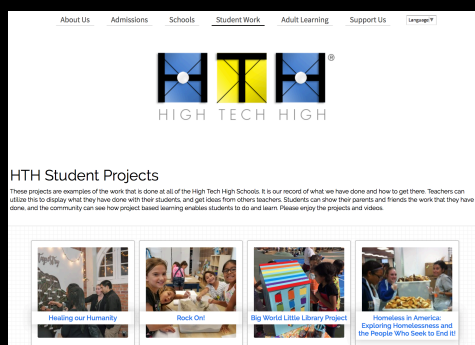 About Us Admissions Schools Student Work Adult Learning Support Us Language▼
HTH®
HIGH TECH HIGH
HTH Student Projects
These projects are examples of the work that is done at all of the High Tech High Schools. It is our record of what we have done and how to get there. Teachers can
utilize this to display what they have done with their students, and get ideas from others teachers. Students can show their parents and friends the work that they have
done, and the community can see how project based learning enables students to do and learn. Please enjoy the projects and videos.
Healing our Humanity
Rock On!
Big World Little Library Project
Homeless in America:
Exploring Homelessness and
the People Who Seek to End it!